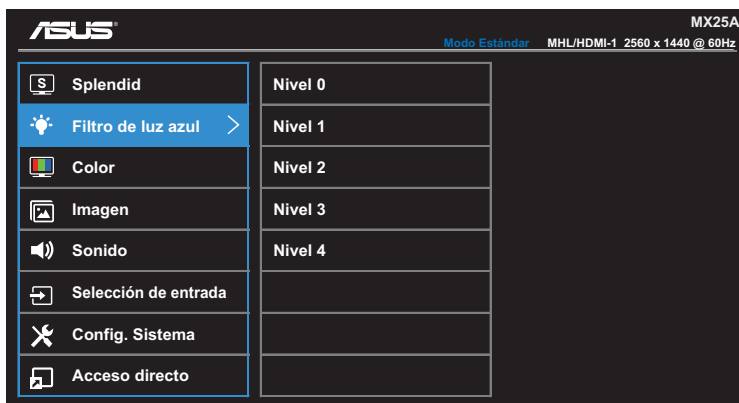 ASUS
MX25A
Modo Estándar MHL/HDMI-1 2560 x 1440 @ 60Hz
S Splendid
Filtro de luz azul
Color
Imagen
Sonido
Selección de entrada
Config. Sistema
Acceso directo
Nivel 0
Nivel 1
Nivel 2
Nivel 3
Nivel 4